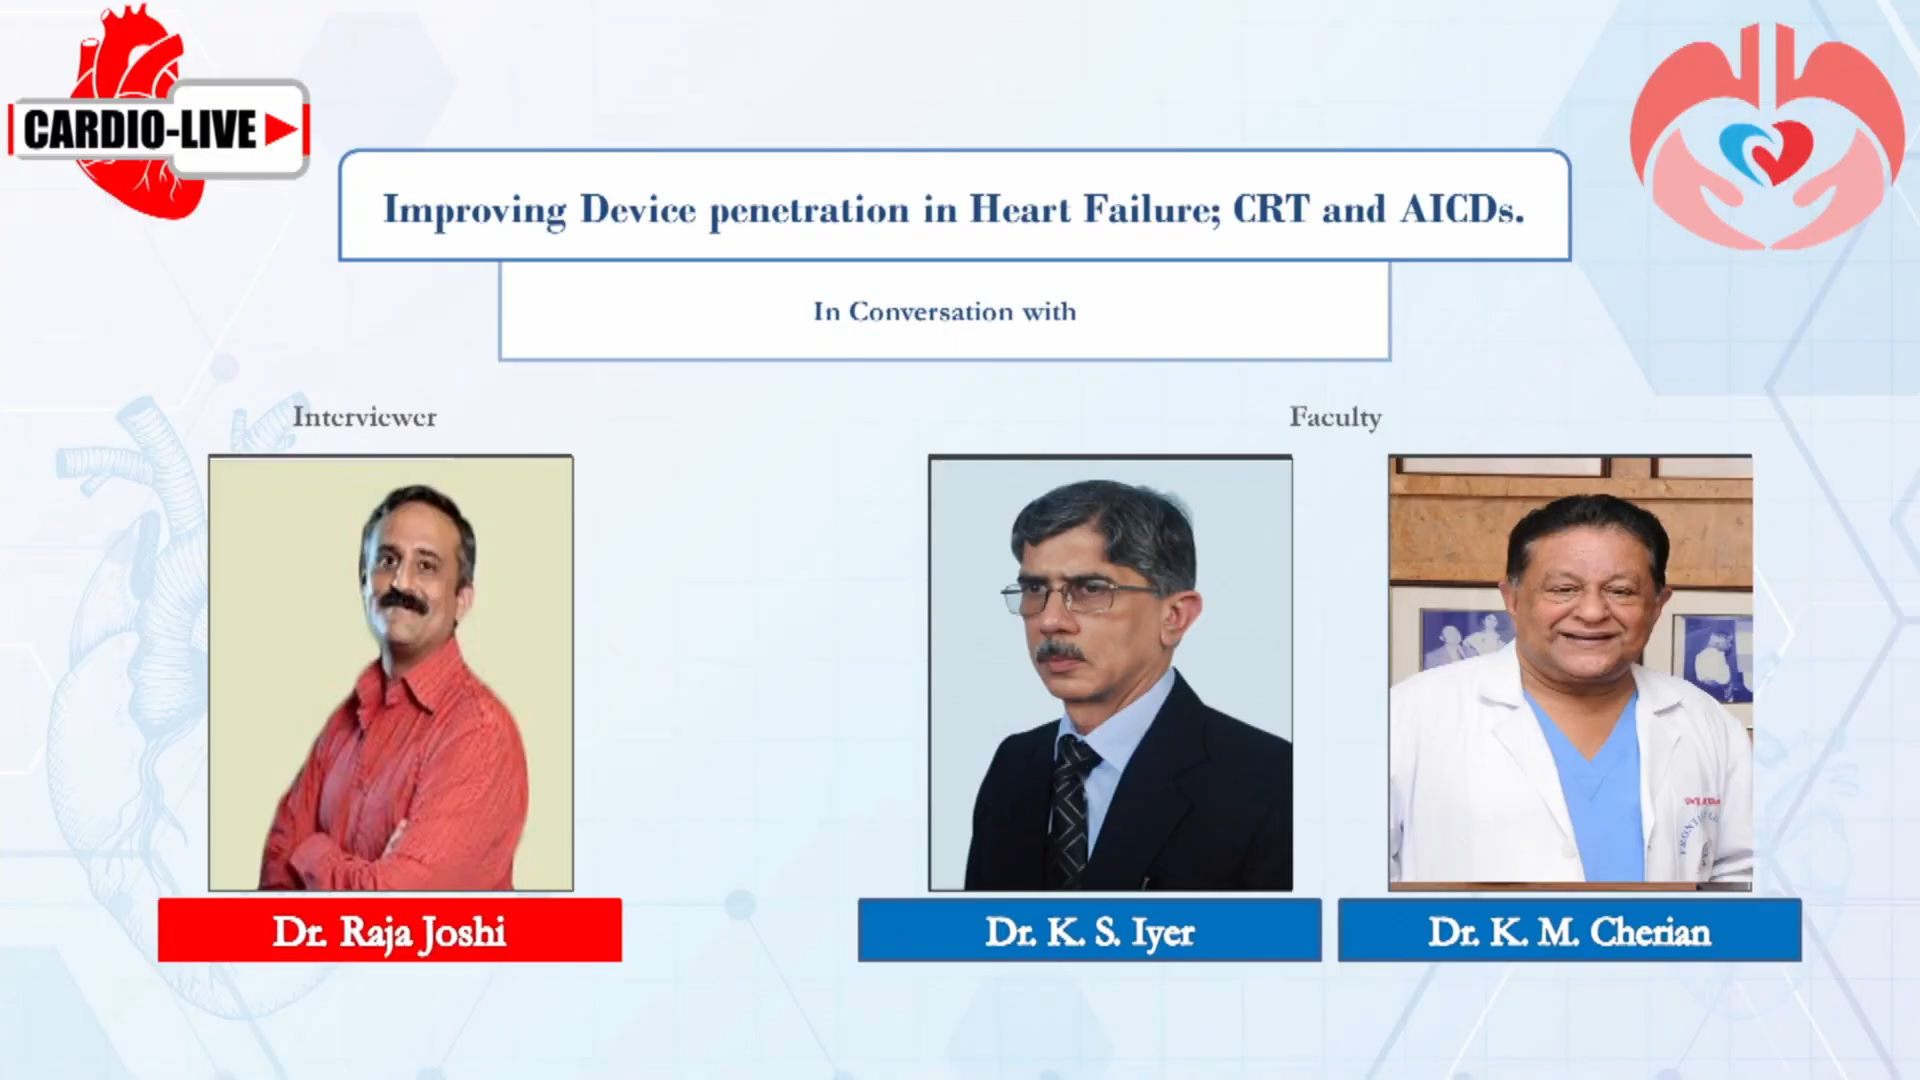 CARDIO-LIVE
Improving Device penetration in Heart Failure; CRT and AICDs.
In Conversation with
Interviewer
Faculty
Dr. Raja Joshi
Dr. K. S. Iyer
Dr. K. M. Cherian